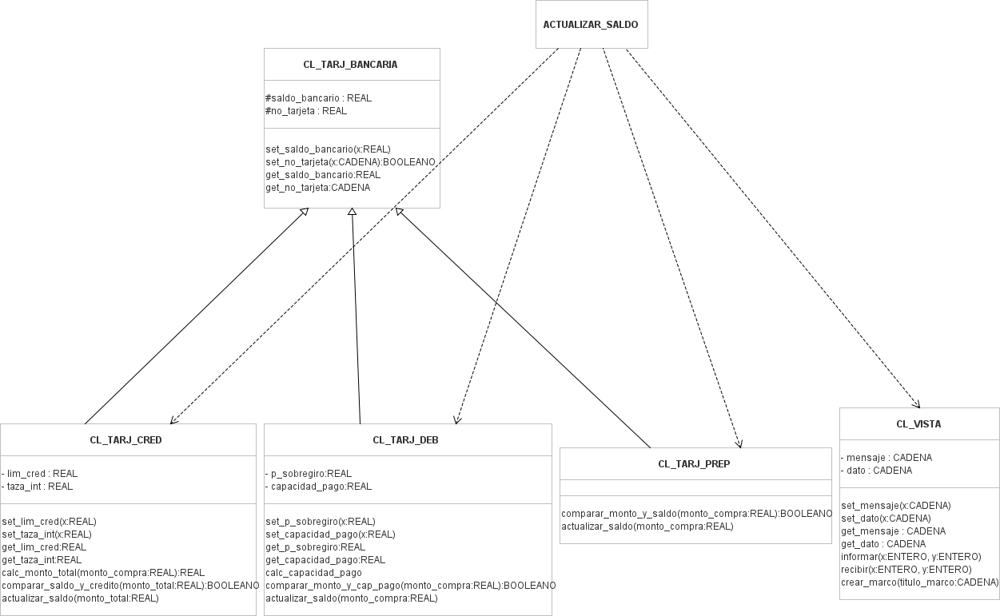 ACTUALIZAR_SALDO
CL_TARJ_BANCARIA
#saldo_bancario : REAL
#no_tarjeta : REAL
set_saldo_bancario(x:REAL)
set_no_tarjeta(x:CADENA):BOOLEANO
get_saldo_bancario:REAL
get_no_tarjeta:CADENA
CL_TARJ_CRED
- lim_cred : REAL
- taza_int : REAL
set_lim_cred(x:REAL)
set_taza_int(x:REAL)
get_lim_cred:REAL
get_taza_int:REAL
calc_monto_total(monto_compra:REAL):REAL
comparar_saldo_y_credito(monto_total:REAL):BOOLEANO
actualizar_saldo(monto_total:REAL)
CL_TARJ_DEB
- p_sobregiro:REAL
- capacidad_pago:REAL
set_p_sobregiro(x:REAL)
set_capacidad_pago(x:REAL)
get_p_sobregiro:REAL
get_capacidad_pago:REAL
calc_capacidad_pago
comparar_monto_y_cap_pago(monto_compra:REAL):BOOLEANO
actualizar_saldo(monto_compra:REAL)
CL_TARJ_PREP
comparar_monto_y_saldo(monto_compra:REAL):BOOLEANO
actualizar_saldo(monto_compra:REAL)
CL_VISTA
- mensaje : CADENA
- dato : CADENA
set_mensaje(x:CADENA)
set_dato(x:CADENA)
get_mensaje : CADENA
get_dato : CADENA
informar(x:ENTERO, y:ENTERO)
recibir(x:ENTERO, y:ENTERO)
crear_marco(titulo_marco:CADENA)